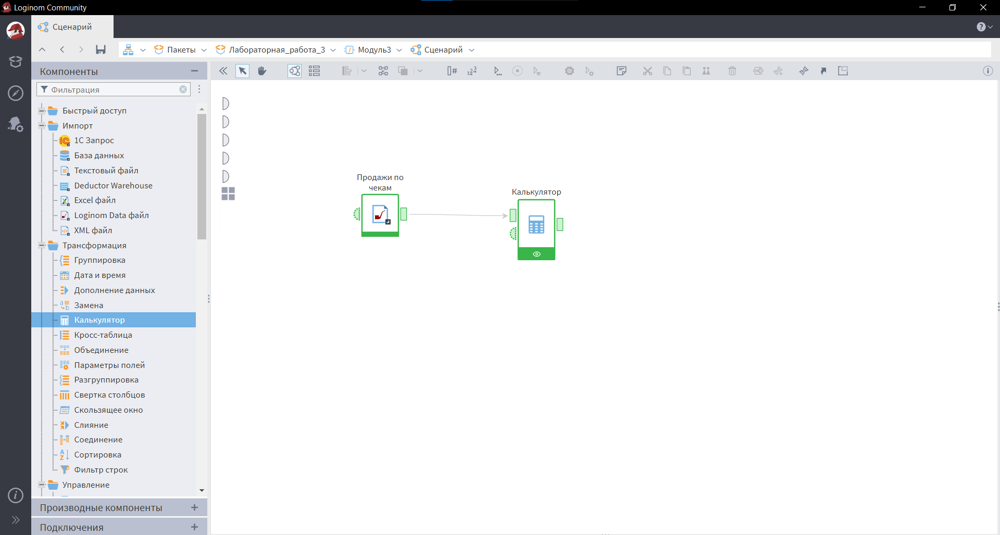 Loginom Community
Сценарий
Пакеты
Лабораторная_работа_3
Модуль3
Сценарий
Компоненты
Фильтрация
Быстрый доступ
Импорт
1С Запрос
База данных
Текстовый файл
Deductor Warehouse
Excel файл
Loginom Data файл
XML файл
Трансформация
Группировка
Дата и время
Дополнение данных
Замена
Калькулятор
Кросс-таблица
Объединение
Параметры полей
Разгруппировка
Свертка столбцов
Скользящее окно
Слияние
Соединение
Сортировка
Фильтр строк
Управление
Производные компоненты
Подключения
Продажи по
чекам
Калькулятор